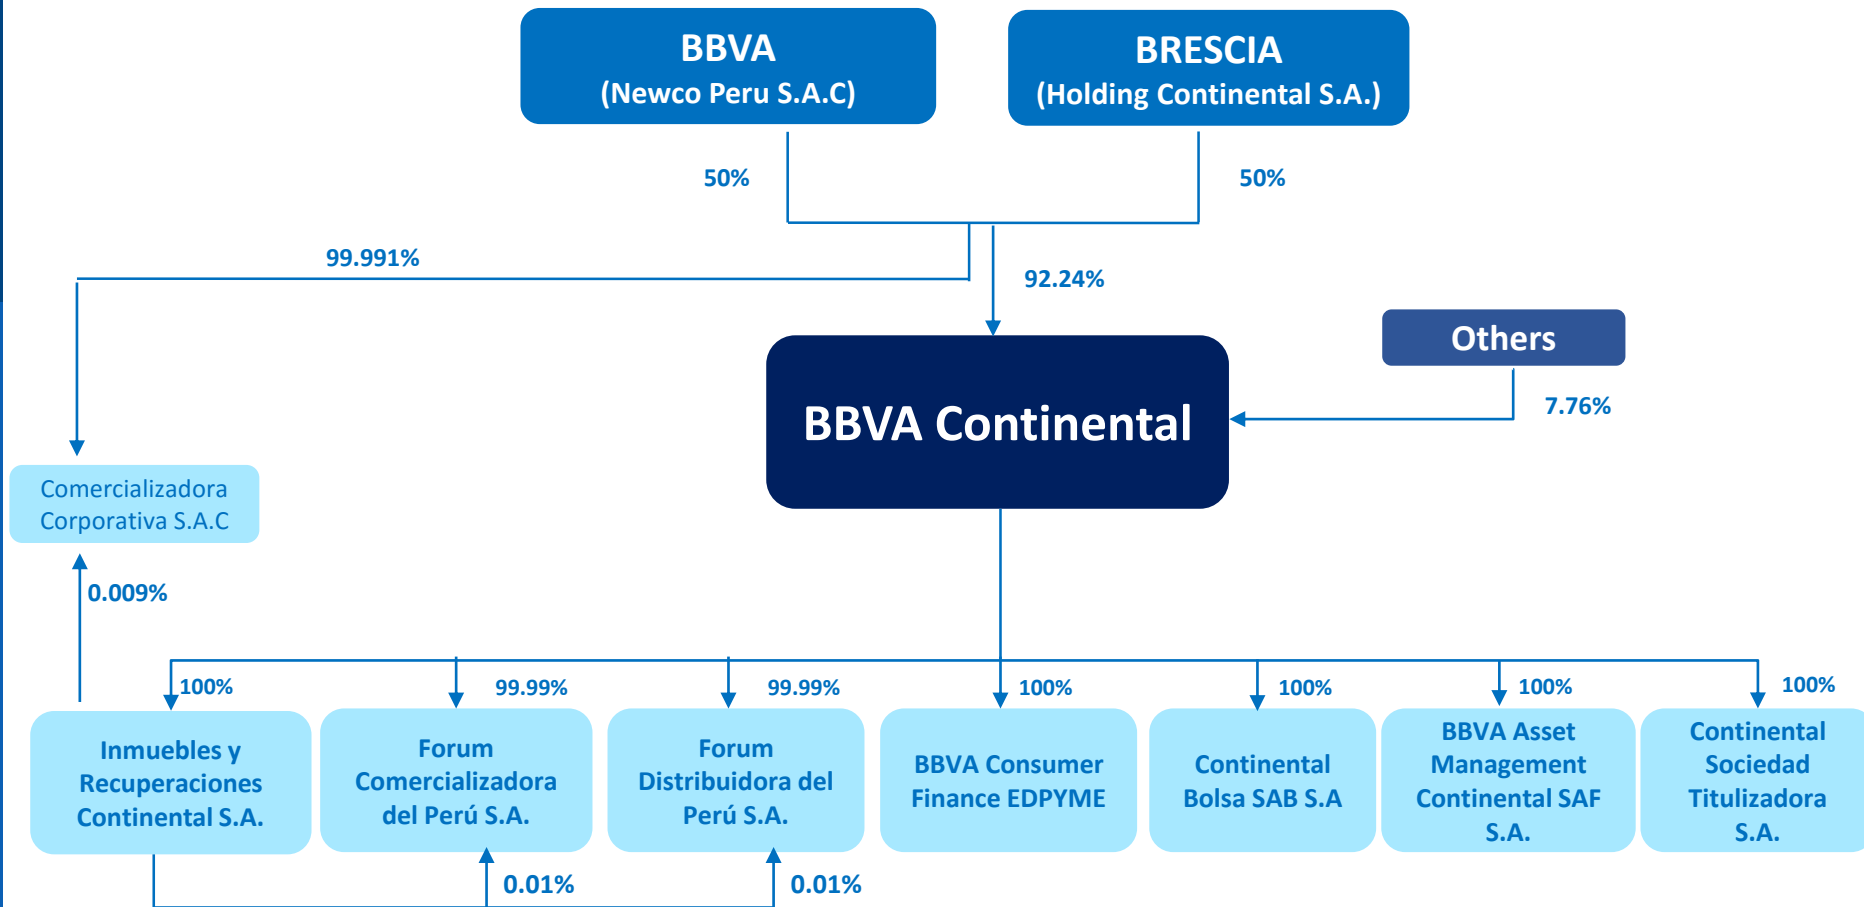 BBVA
(Newco Peru S.A.C)
BRESCIA
(Holding Continental S.A.)
50%
50%
99.991%
92.24%
Others
7.76%
BBVA Continental
Comercializadora
Corporativa S.A.C
0.009%
100%
99.99%
99.99%
100%
100%
100%
100%
Inmuebles y
Recuperaciones
Continental S.A.
Forum
Comercializadora
del Perú S.A.
Forum
Distribuidora del
Perú S.A.
BBVA Consumer
Finance EDPYME
Continental
Bolsa SAB S.A
BBVA Asset
Management
Continental SAF
S.A.
Continental
Sociedad
Titulizadora
S.A.
0.01%
0.01%